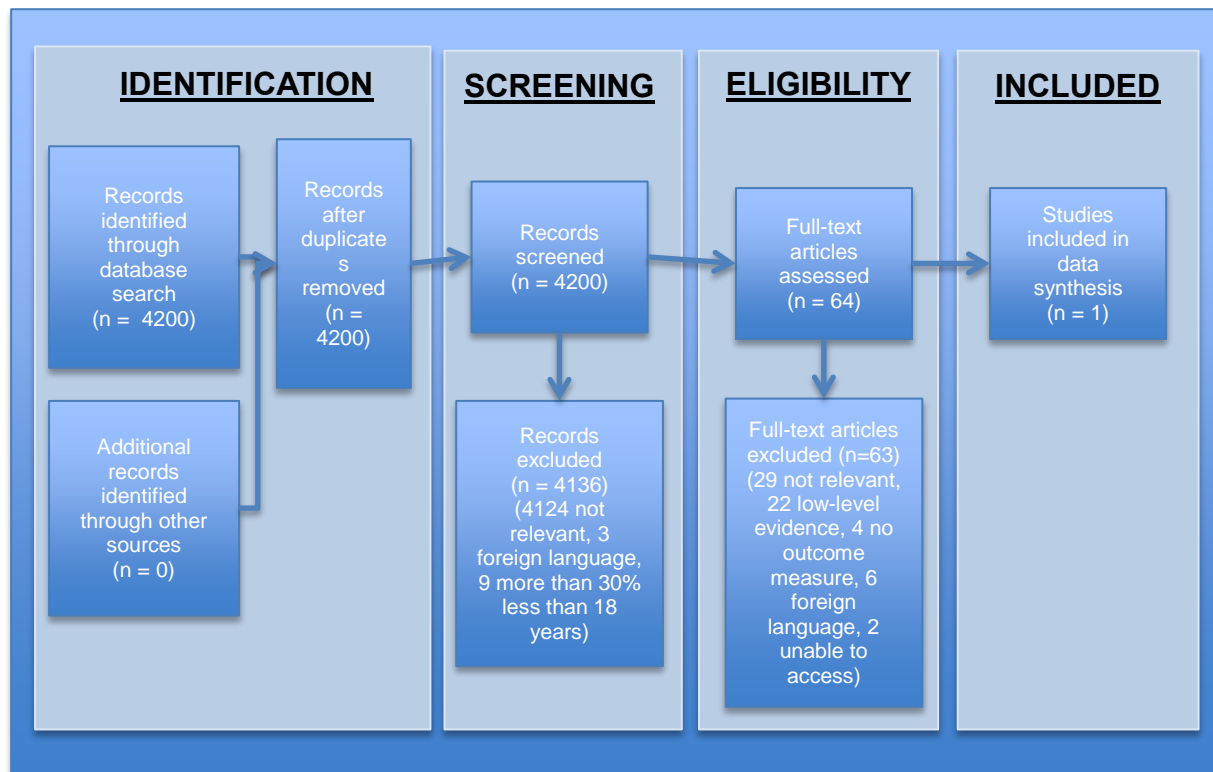 IDENTIFICATION
Records
identified
through
database
search
(n =  4200)
Additional
records
identified
through other
sources
(n = 0)
Records
after
duplicate
s
removed
(n =
4200)
SCREENING
Records
screened
(n = 4200)
Records
excluded
(n = 4136)
(4124 not
relevant, 3
foreign language,
9 more than 30%
less than 18
years)
ELIGIBILITY
Full-text
articles
assessed
(n = 64)
Full-text articles
excluded (n=63)
(29 not relevant,
22 low-level
evidence, 4 no
outcome
measure, 6
foreign
language, 2
unable to
access)
INCLUDED
Studies
included in
data
synthesis
(n = 1)